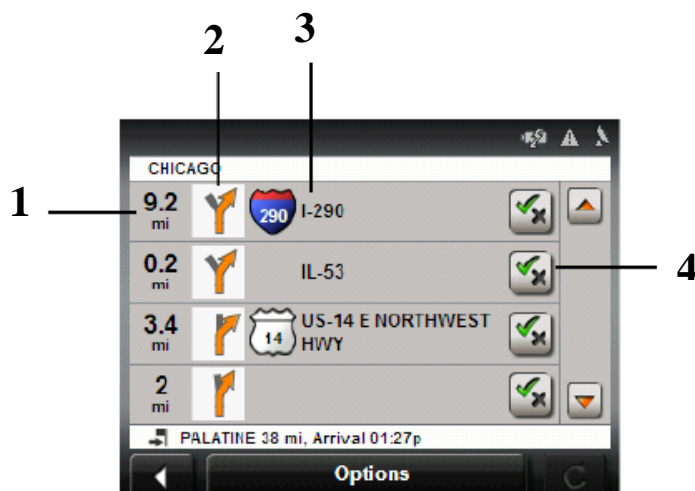 2 3
CHICAGO
1
9.2 mi 290 I-290
0.2 mi IL-53
4
3.4 mi 14 US-14 E NORTHWEST HWY
2 mi
PALATINE 38 mi, Arrival 01:27p
Options